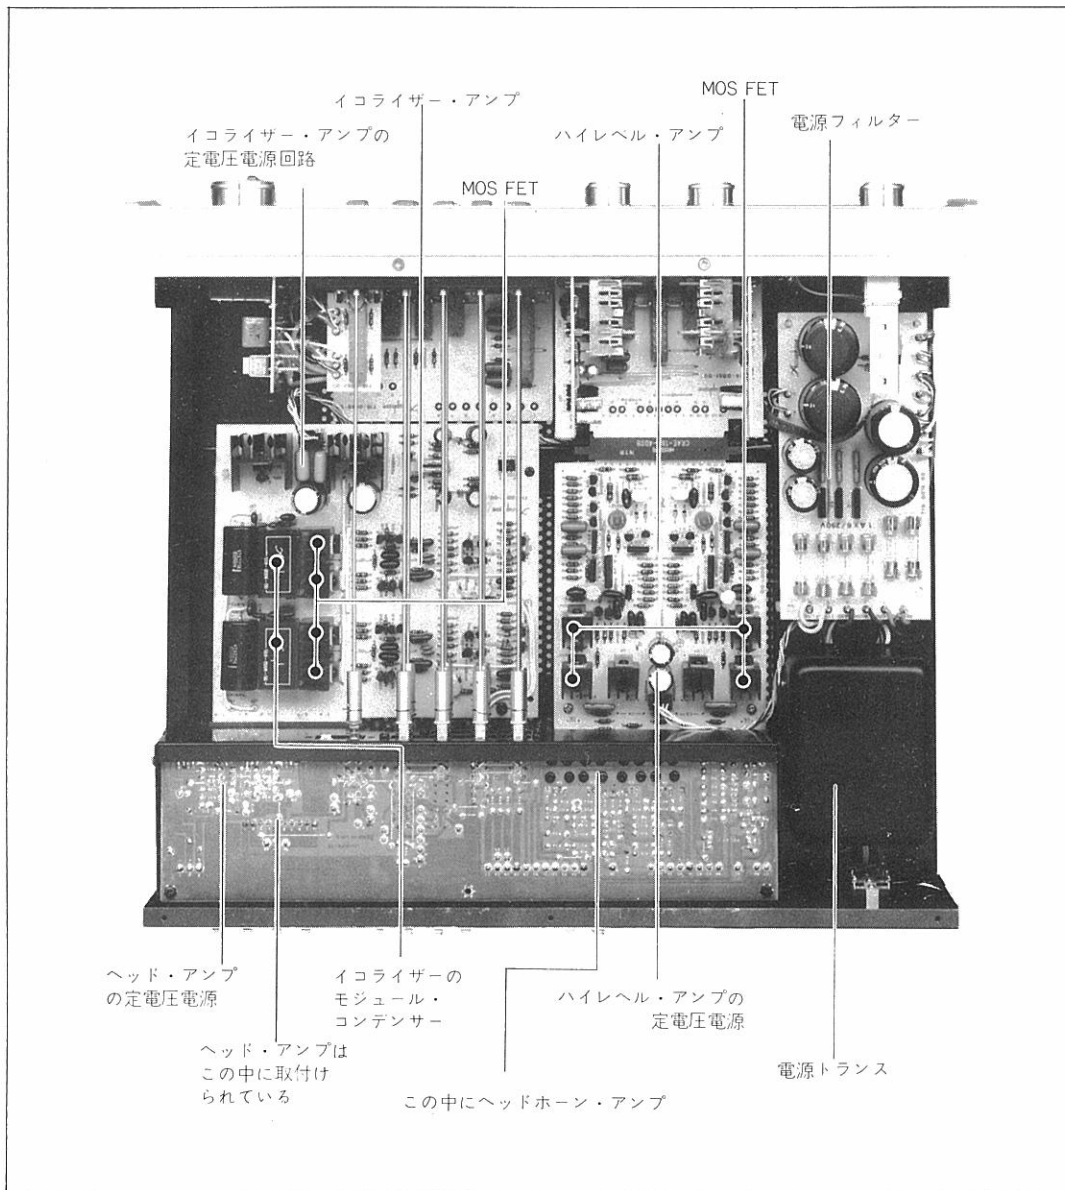 MOS FET
イコライザー・アンプ
ハイレベル・アンプ
電源フィルター
イコライザー・アンプの
定電圧電源回路
MOS FET
1A×8/250V
ヘッド・アンプ
の定電圧電源
イコライザーの
モジュール・
コンデンサー
ハイレベル・アンプの
定電圧電源
ヘッド・アンプは
この中に取付け
られている
電源トランス
この中にヘッドホーン・アンプ